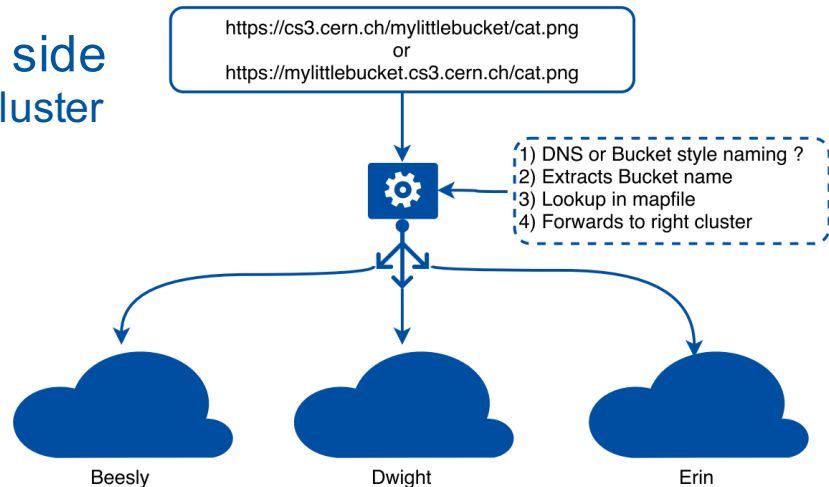 side
luster
https://cs3.cern.ch/mylittlebucket/cat.png
or
https://mylittlebucket.cs3.cern.ch/cat.png
1) DNS or Bucket style naming ?
2) Extracts Bucket name
3) Lookup in mapfile
4) Forwards to right cluster
Beesly
Dwight
Erin